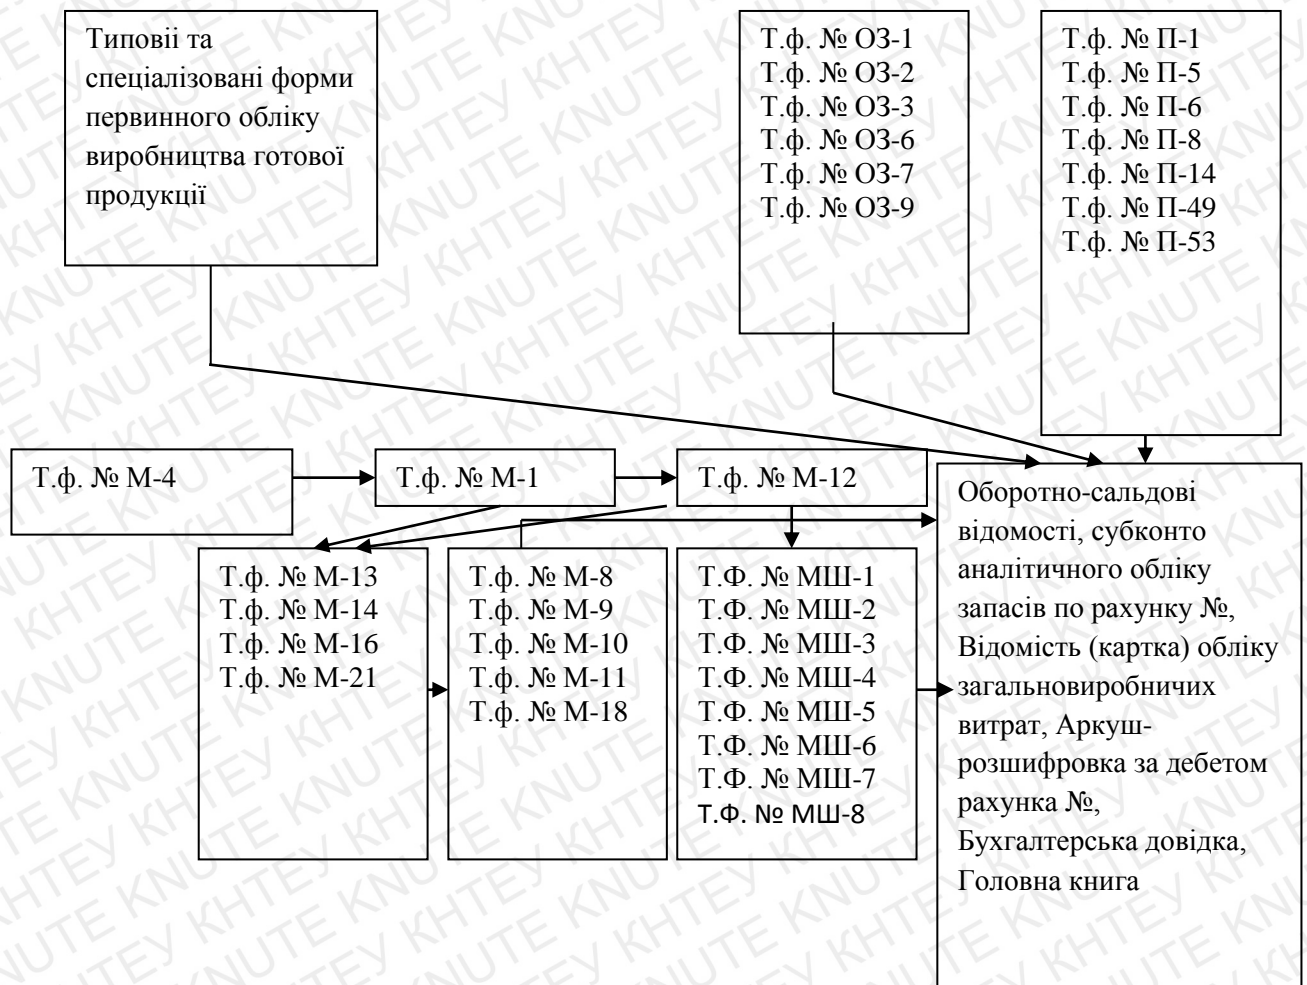 Типовіі та
спеціалізовані форми
первинного обліку
виробництва готової
продукції
Т.ф. № ОЗ-1
Т.ф. № ОЗ-2
Т.ф. № ОЗ-3
Т.ф. № ОЗ-6
Т.ф. № ОЗ-7
Т.ф. № ОЗ-9
Т.ф. № П-1
Т.ф. № П-5
Т.ф. № П-6
Т.ф. № П-8
Т.ф. № П-14
Т.ф. № П-49
Т.ф. № П-53
Т.ф. № М-4
Т.ф. № М-1
Т.ф. № М-12
Т.ф. № М-13
Т.ф. № М-14
Т.ф. № М-16
Т.ф. № М-21
Т.ф. № М-8
Т.ф. № М-9
Т.ф. № М-10
Т.ф. № М-11
Т.ф. № М-18
Т.Ф. № МШ-1
Т.Ф. № МШ-2
Т.Ф. № МШ-3
Т.Ф. № МШ-4
Т.Ф. № МШ-5
Т.Ф. № МШ-6
Т.Ф. № МШ-7
Т.Ф. № МШ-8
Оборотно-сальдові
відомості, субконто
аналітичного обліку
запасів по рахунку №,
Відомість (картка) обліку
загальновиробничих
витрат, Аркуш-
розшифровка за дебетом
рахунка №,
Бухгалтерська довідка,
Головна книга